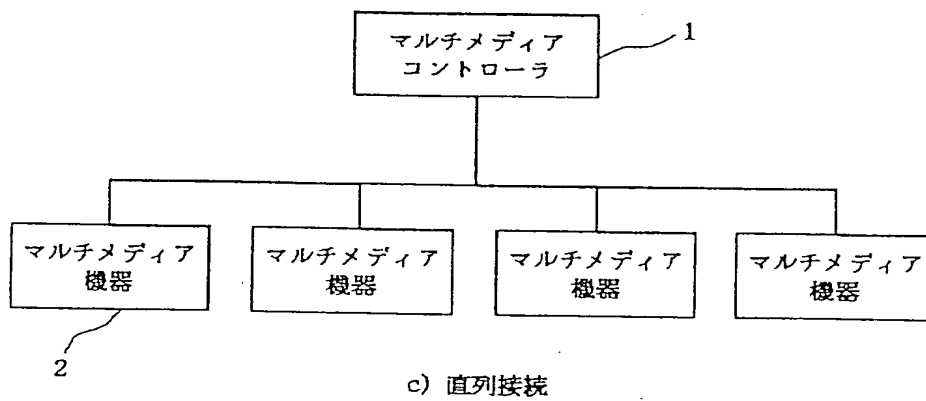 マルチメディア
コントローラ
1
マルチメディア
機器
マルチメディア
機器
マルチメディア
機器
マルチメディア
機器
2
c) 直列接続